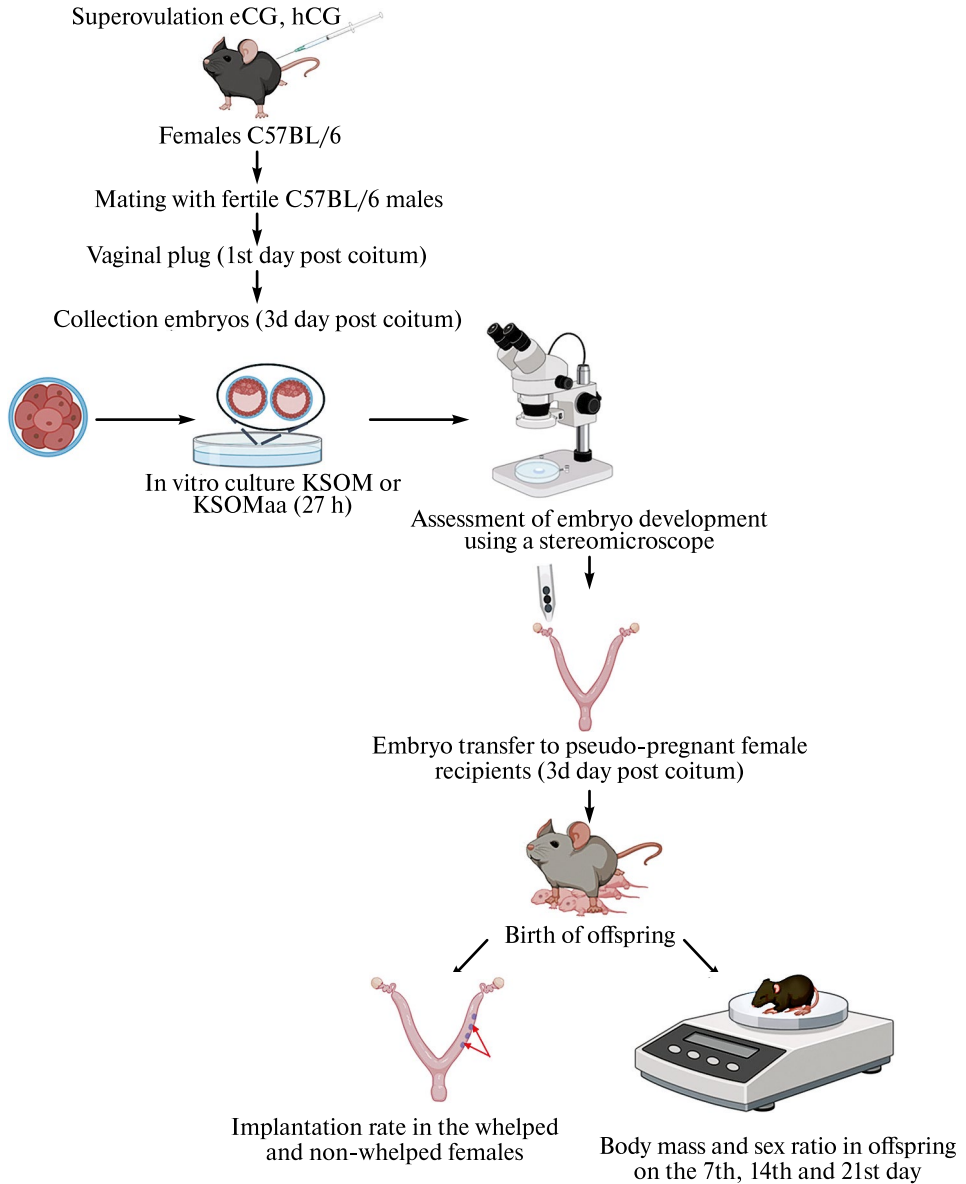 Superovulation eCG, hCG
Females C57BL/6
Mating with fertile C57BL/6 males
Vaginal plug (1st day post coitum)
Collection embryos (3d day post coitum)
In vitro culture KSOM or
KSOMaa (27 h)
Assessment of embryo development
using a stereomicroscope
Embryo transfer to pseudo-pregnant female
recipients (3d day post coitum)
Birth of offspring
Implantation rate in the whelped
and non-whelped females
Body mass and sex ratio in offspring
on the 7th, 14th and 21st day